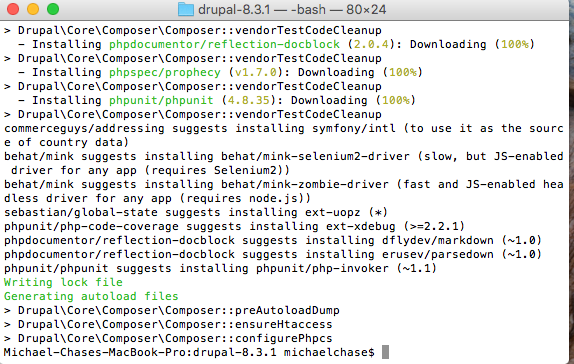 drupal-8.3.1 — -bash — 80×24
> Drupal\Core\Composer\Composer::vendorTestCodeCleanup
  - Installing phpdocumentor/reflection-docblock (2.0.4): Downloading (100%)
> Drupal\Core\Composer\Composer::vendorTestCodeCleanup
  - Installing phpspec/prophecy (v1.7.0): Downloading (100%)
> Drupal\Core\Composer\Composer::vendorTestCodeCleanup
  - Installing phpunit/phpunit (4.8.35): Downloading (100%)
> Drupal\Core\Composer\Composer::vendorTestCodeCleanup
commerceguys/addressing suggests installing symfony/intl (to use it as the sourc
e of country data)
behat/mink suggests installing behat/mink-selenium2-driver (slow, but JS-enabled
 driver for any app (requires Selenium2))
behat/mink suggests installing behat/mink-zombie-driver (fast and JS-enabled hea
dless driver for any app (requires node.js))
sebastian/global-state suggests installing ext-uopz (*)
phpunit/php-code-coverage suggests installing ext-xdebug (>=2.2.1)
phpdocumentor/reflection-docblock suggests installing dflydev/markdown (~1.0)
phpdocumentor/reflection-docblock suggests installing erusev/parsedown (~1.0)
phpunit/phpunit suggests installing phpunit/php-invoker (~1.1)
Writing lock file
Generating autoload files
> Drupal\Core\Composer\Composer::preAutoloadDump
> Drupal\Core\Composer\Composer::ensureHtaccess
> Drupal\Core\Composer\Composer::configurePhpcs
Michael-Chases-MacBook-Pro:drupal-8.3.1 michaelchase$